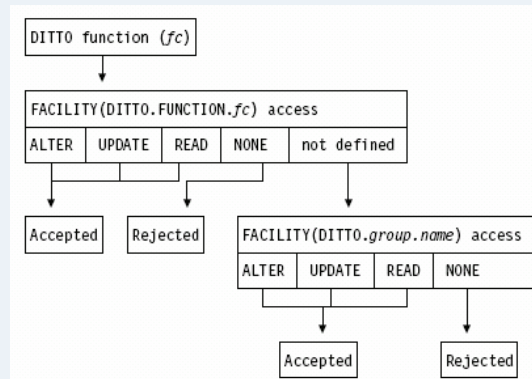 DITTO function (fc)
FACILITY(DITTO.FUNCTION.fc) access
ALTER UPDATE READ NONE not defined
Accepted Rejected
FACILITY(DITTO.group.name) access
ALTER UPDATE READ NONE
Accepted Rejected